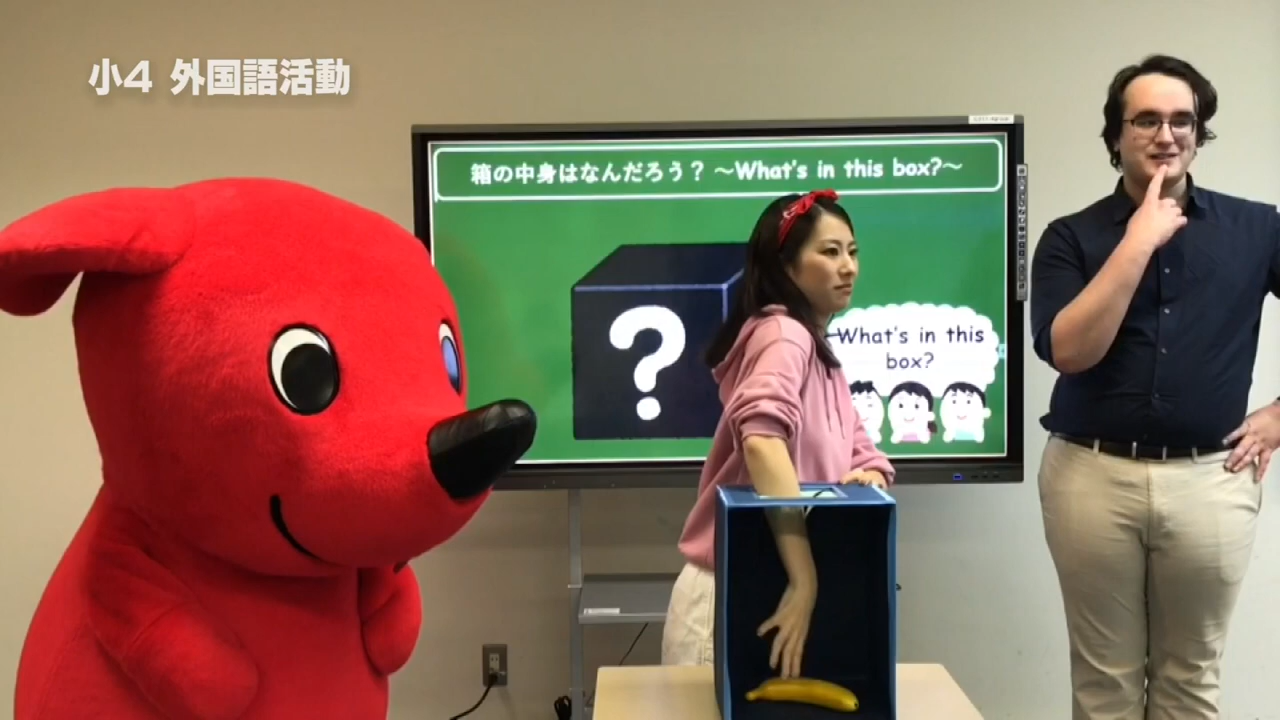 小4 外国語活動
箱の中身はなんだろう？ ～What's in this box?～
?
What's in this
box?